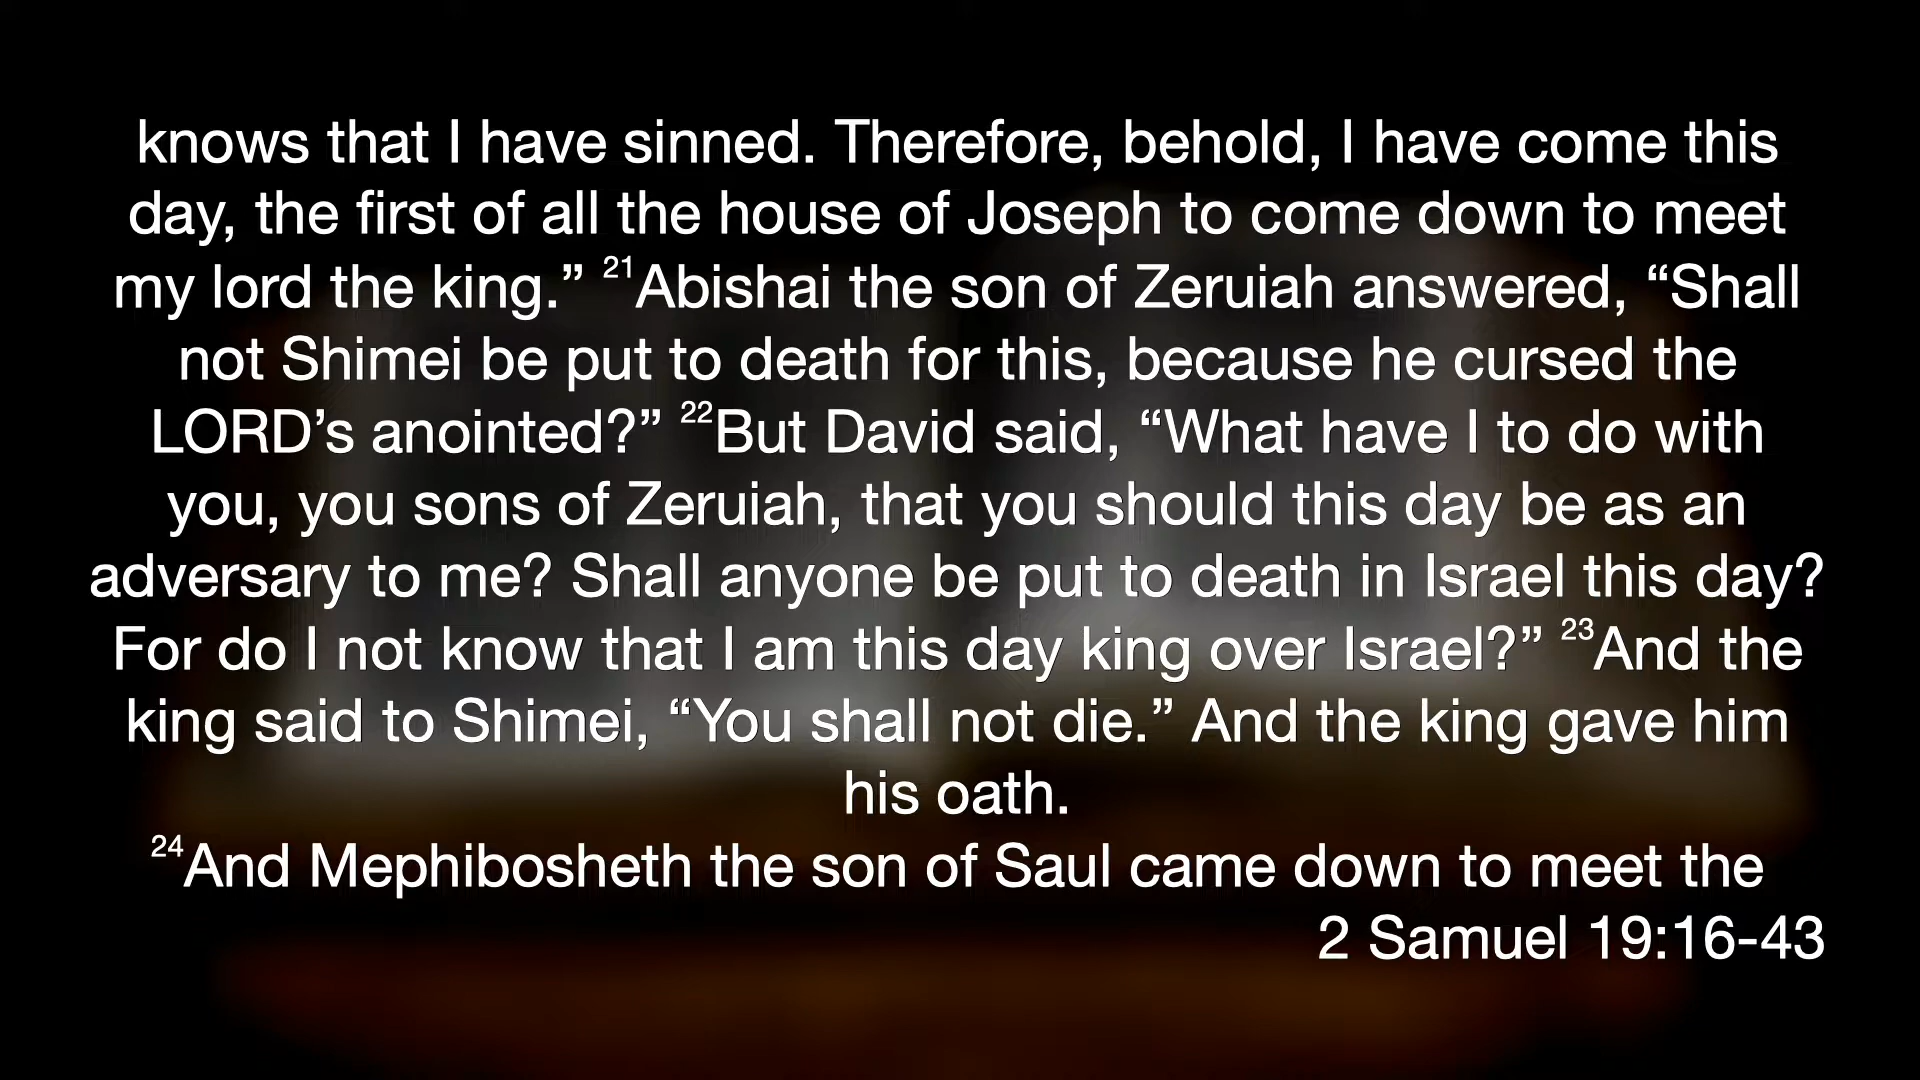 knows that I have sinned. Therefore, behold, I have come this
day, the first of all the house of Joseph to come down to meet
my lord the king.” 21Abishai the son of Zeruiah answered, “Shall
not Shimei be put to death for this, because he cursed the
LORD’s anointed?” 22But David said, “What have I to do with
you, you sons of Zeruiah, that you should this day be as an
adversary to me? Shall anyone be put to death in Israel this day?
For do I not know that I am this day king over Israel?” 23And the
king said to Shimei, “You shall not die.” And the king gave him
his oath.
24And Mephibosheth the son of Saul came down to meet the
2 Samuel 19:16-43